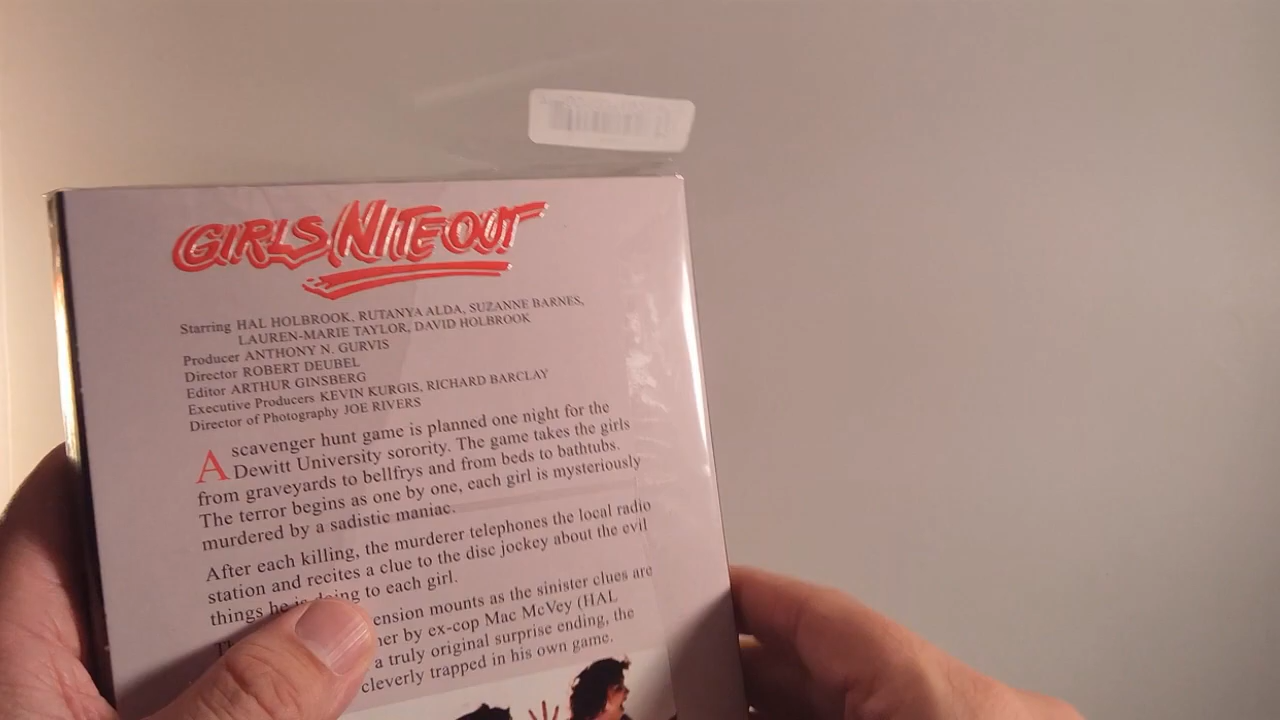 GIRLS NITE OUT
Starring HAL HOLBROOK, RUTANYA ALDA, SUZANNE BARNES,
LAUREN-MARIE TAYLOR, DAVID HOLBROOK
Producer ANTHONY N. GURVIS
Director ROBERT DEUBEL
Editor ARTHUR GINSBERG
Executive Producers KEVIN KURGIS, RICHARD BARCLAY
Director of Photography JOE RIVERS
A scavenger hunt game is planned one night for the
Dewitt University sorority. The game takes the girls
from graveyards to bellfrys and from beds to bathtubs.
The terror begins as one by one, each girl is mysteriously
murdered by a sadistic maniac.
After each killing, the murderer telephones the local radio
station and recites a clue to the disc jockey about the evil
things he is doing to each girl.
ension mounts as the sinister clues are
her by ex-cop Mac McVey (HAL
a truly original surprise ending, the
cleverly trapped in his own game.